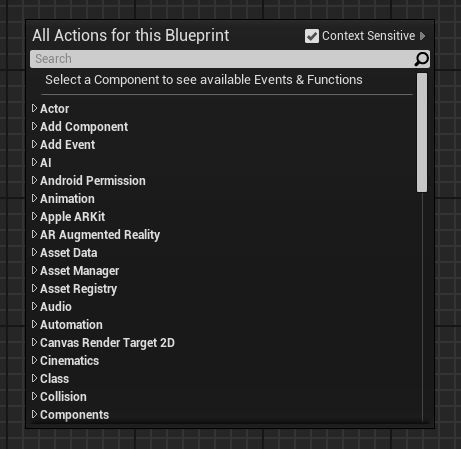 All Actions for this Blueprint Context Sensitive
Search
Select a Component to see available Events & Functions
Actor
Add Component
Add Event
AI
Android Permission
Animation
Apple ARKit
AR Augmented Reality
Asset Data
Asset Manager
Asset Registry
Audio
Automation
Canvas Render Target 2D
Cinematics
Class
Collision
Components